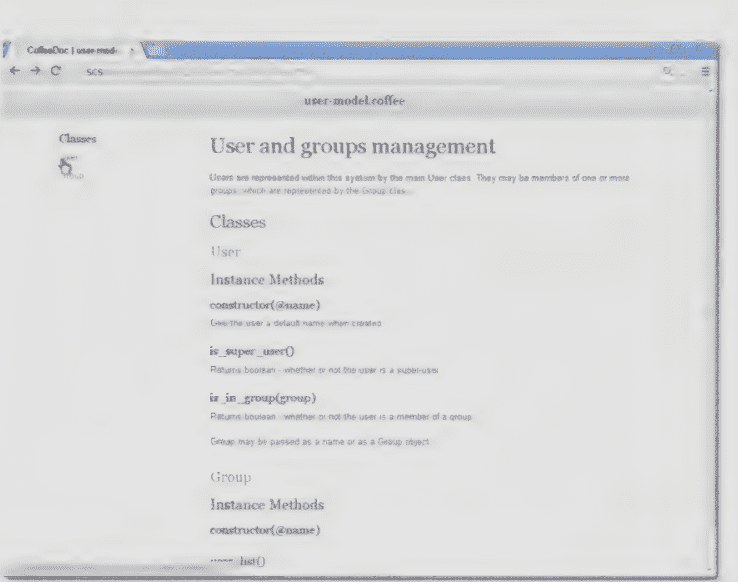 CoffeeDoc | user-mod-
scs
user-model.coffee
Classes
User and groups management
Users are represented within this system by the main User class. They may be members of one or more
groups, which are represented by the Group class.
Classes
User
Instance Methods
constructor(@name)
Give the user a default name when created
is_super_user()
Returns boolean - whether or not the user is a super-user
is_in_group(group)
Returns boolean - whether or not the user is a member of a group
Group may be passed as a name or as a Group object
Group
Instance Methods
constructor(@name)
list()